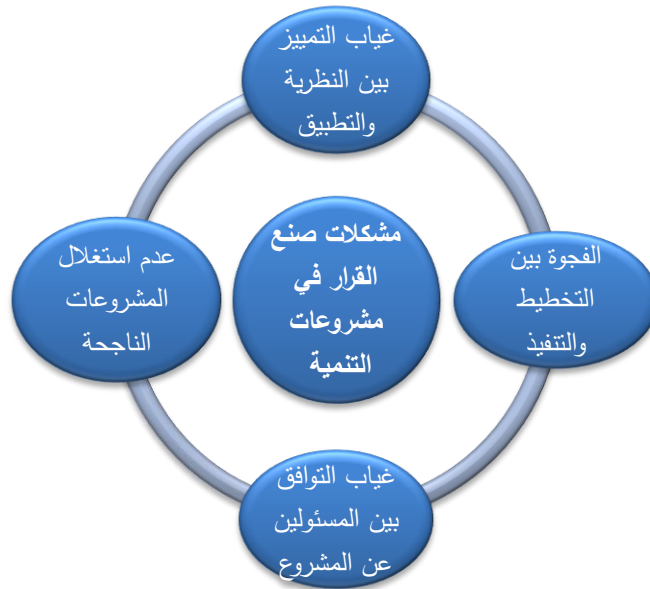 غياب التمييز
بين النظرية
والتطبيق
مشكلات صنع
القرار في
مشروعات
التنمية
الفجوة بين
التخطيط
والتنفيذ
غياب التوافق
بين المسئولين
عن المشروع
عدم استغلال
المشروعات
الناجحة